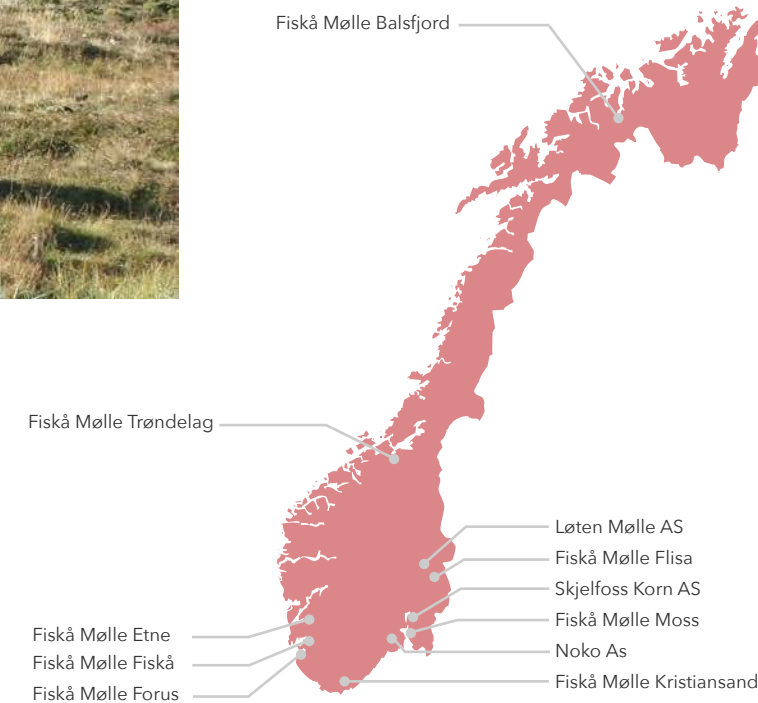 Fiskå Mølle Balsfjord
Fiskå Mølle Trøndelag
Løten Mølle AS
Fiskå Mølle Flisa
Skjelfoss Korn AS
Fiskå Mølle Moss
Noko As
Fiskå Mølle Kristiansand
Fiskå Mølle Etne
Fiskå Mølle Fiskå
Fiskå Mølle Forus